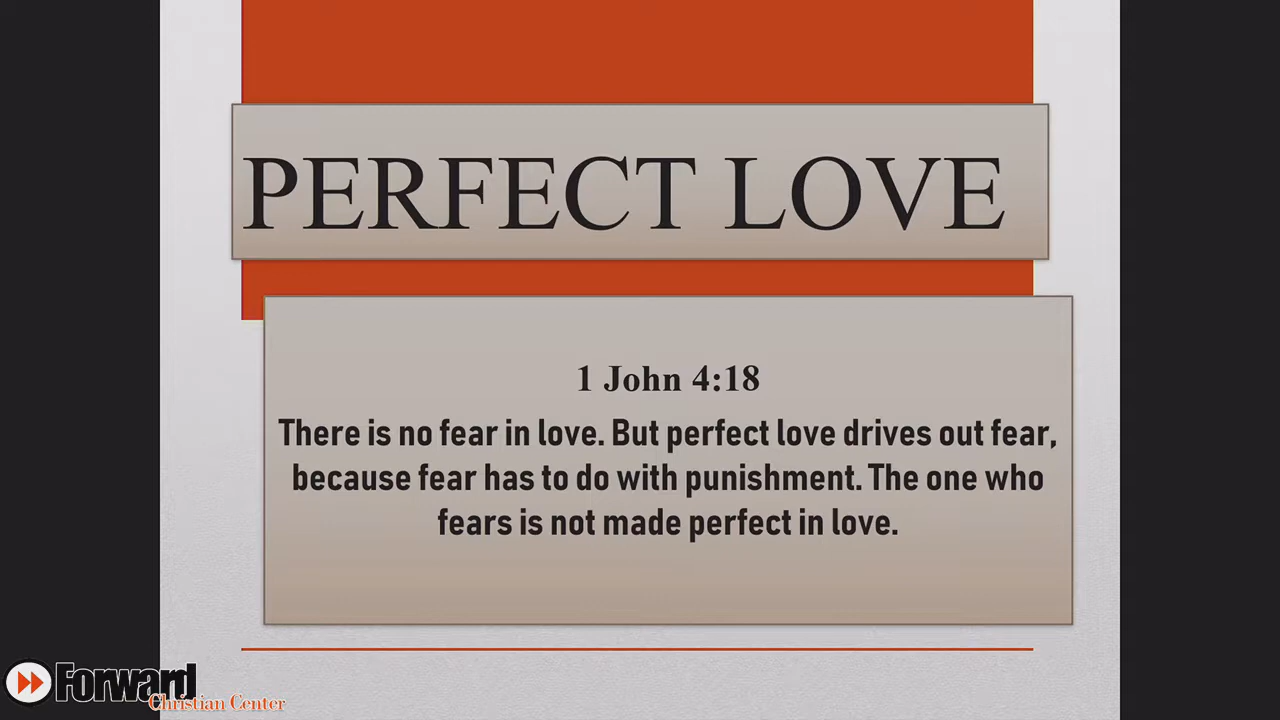 PERFECT LOVE
1 John 4:18
There is no fear in love. But perfect love drives out fear,
because fear has to do with punishment. The one who
fears is not made perfect in love.
Forward
Christian Center